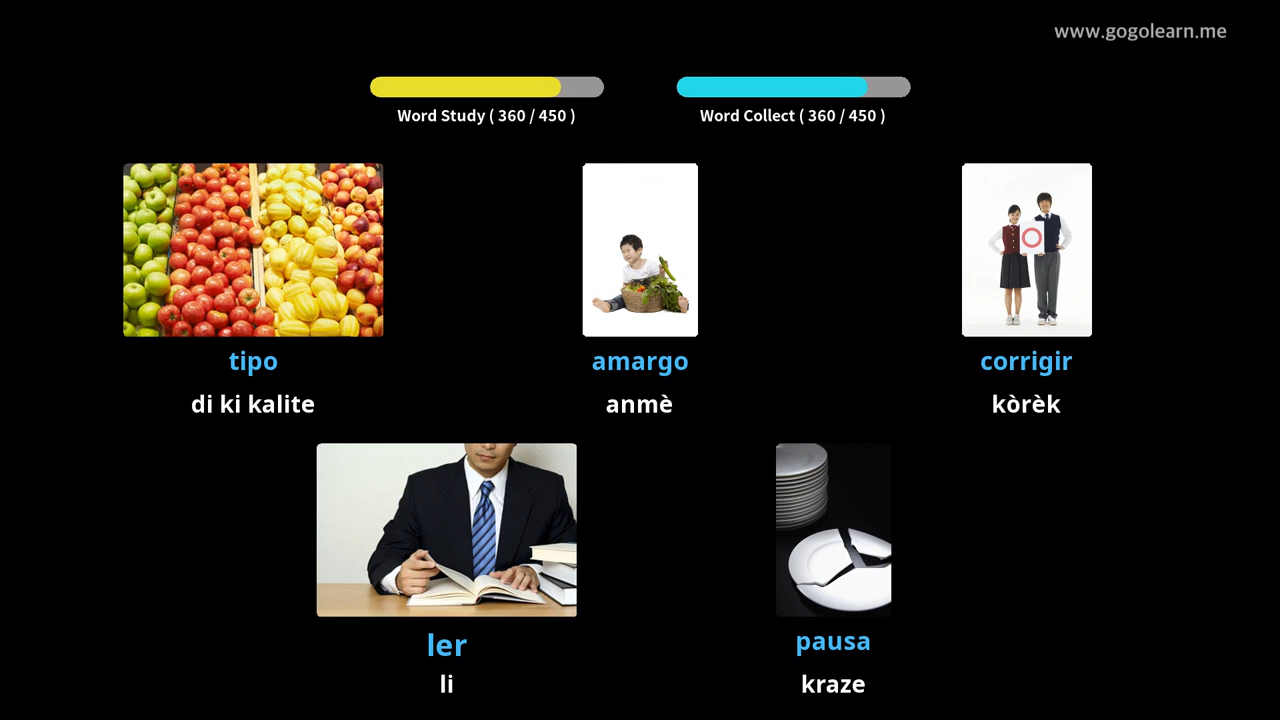 www.gogolearn.me
Word Study ( 360 / 450 )
Word Collect ( 360 / 450 )
tipo
di ki kalite
amargo
anmè
corrigir
kòrèk
ler
li
pausa
kraze